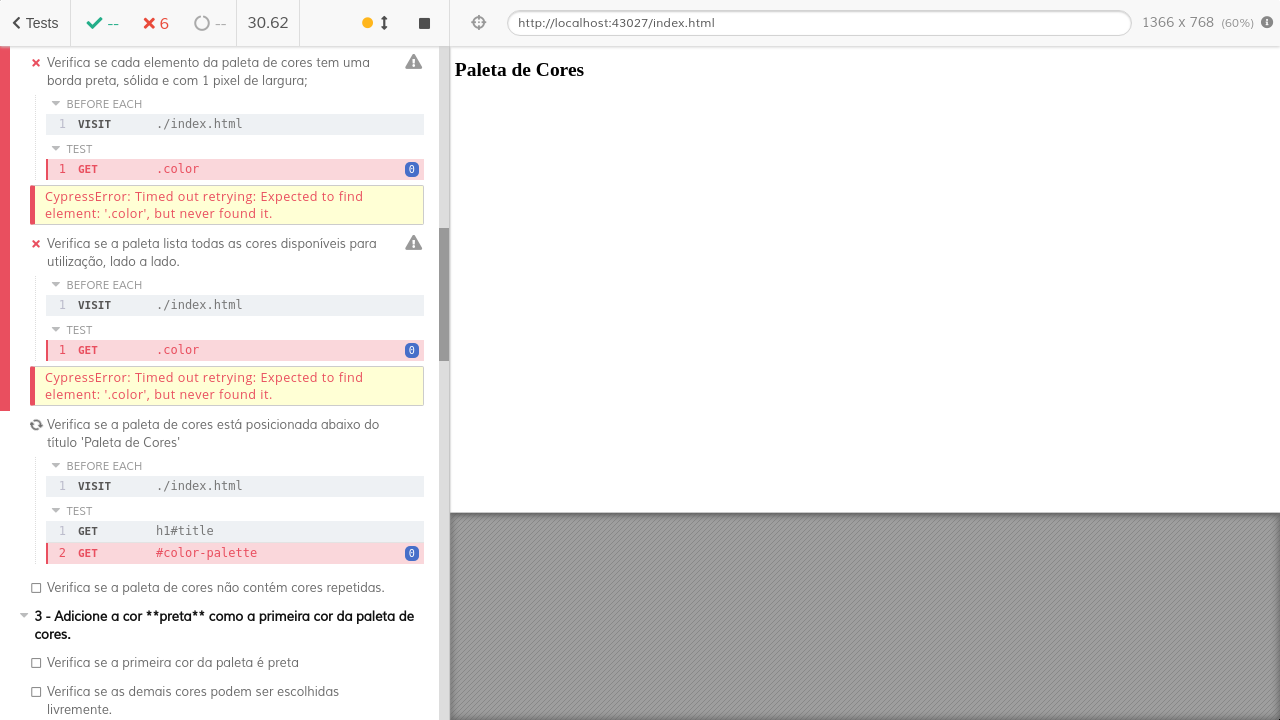 Tests
--
6
--
30.62
http://localhost:43027/index.html
1366 x 768 (60%)
Verifica se cada elemento da paleta de cores tem uma
borda preta, sólida e com 1 pixel de largura;
BEFORE EACH
1 VISIT ./index.html
TEST
1 GET .color 0
CypressError: Timed out retrying: Expected to find
element: '.color', but never found it.
Verifica se a paleta lista todas as cores disponíveis para
utilização, lado a lado.
BEFORE EACH
1 VISIT ./index.html
TEST
1 GET .color 0
CypressError: Timed out retrying: Expected to find
element: '.color', but never found it.
Verifica se a paleta de cores está posicionada abaixo do
título 'Paleta de Cores'
BEFORE EACH
1 VISIT ./index.html
TEST
1 GET h1#title
2 GET #color-palette 0
Verifica se a paleta de cores não contém cores repetidas.
3 - Adicione a cor **preta** como a primeira cor da paleta de
cores.
Verifica se a primeira cor da paleta é preta
Verifica se as demais cores podem ser escolhidas
livremente.
Paleta de Cores